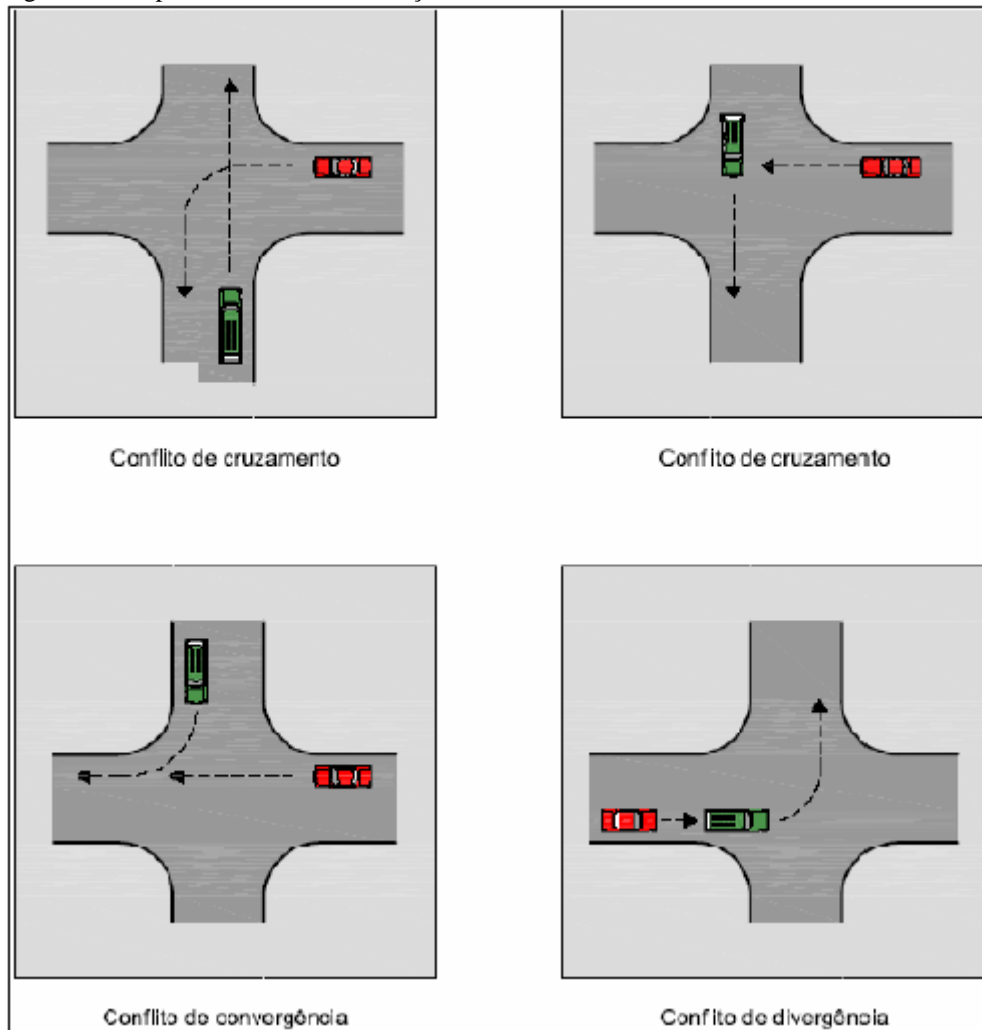 Conflito de cruzamento
Conflito de cruzamento
Conflito de convergência
Conflito de divergência